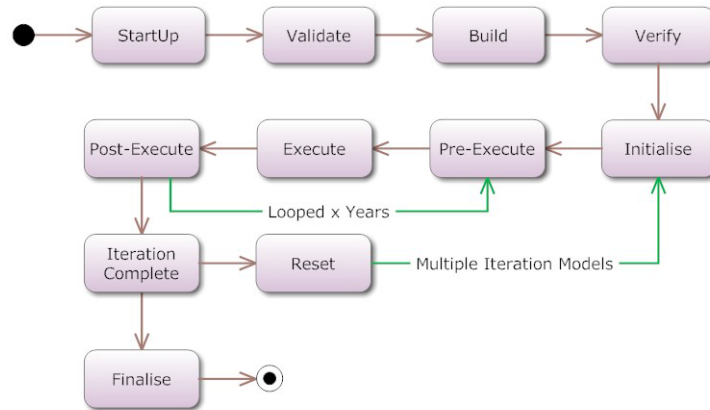 StartUp
Validate
Build
Verify
Post-Execute
Execute
Pre-Execute
Initialise
Looped x Years
Iteration
Complete
Reset
Multiple Iteration Models
Finalise